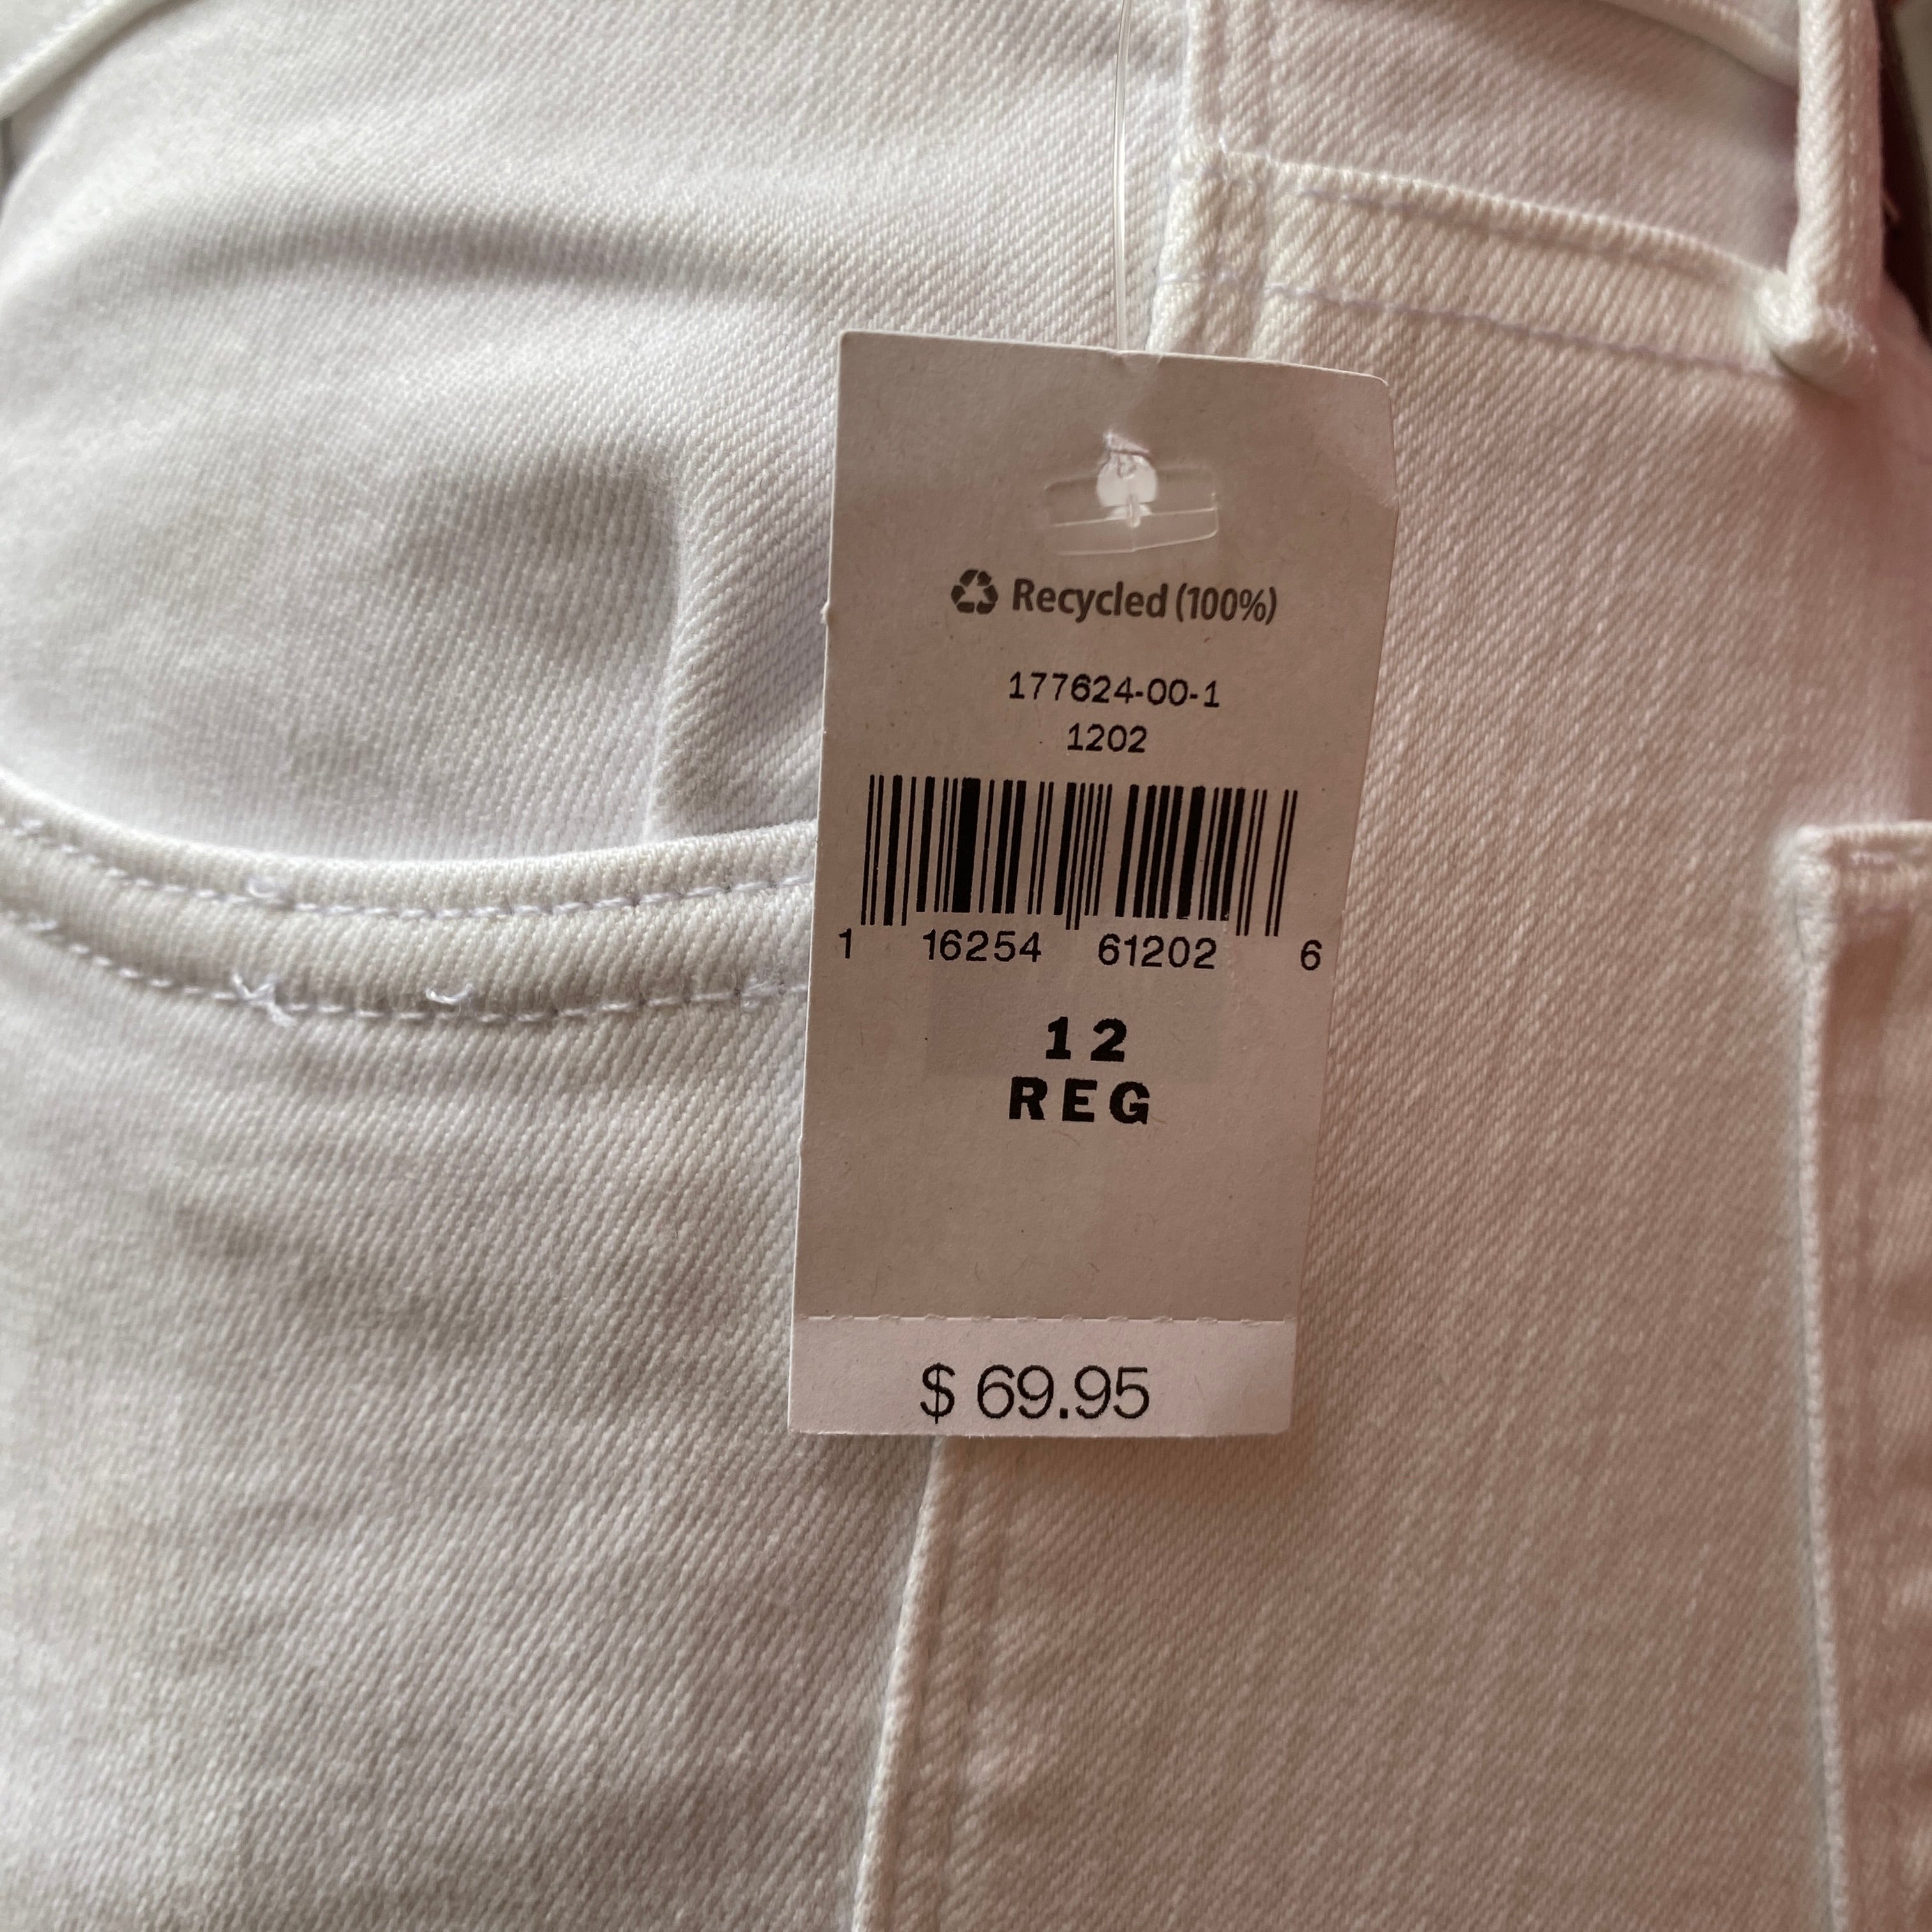 Recycled (100%)
177624-00-1
1202
1 16254 61202 6
12
REG
$ 69.95